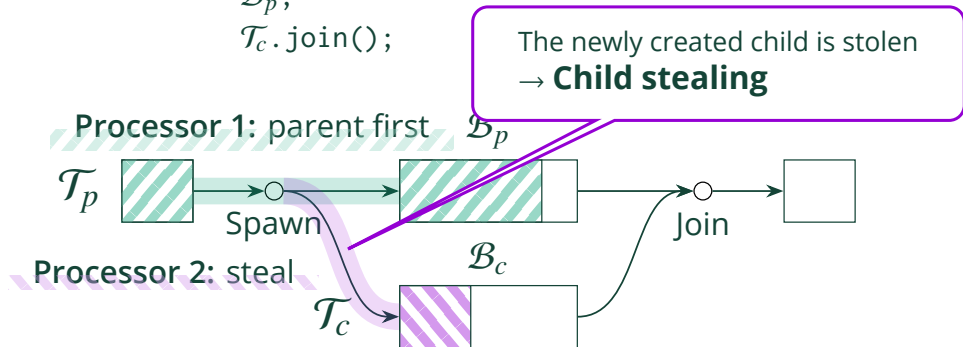 ℬ𝑝;
𝒯𝑐.join();
The newly created child is stolen
→ Child stealing
Processor 1: parent first
ℬ𝑝
𝒯𝑝
Spawn
Join
ℬ𝑐
Processor 2: steal
𝒯𝑐